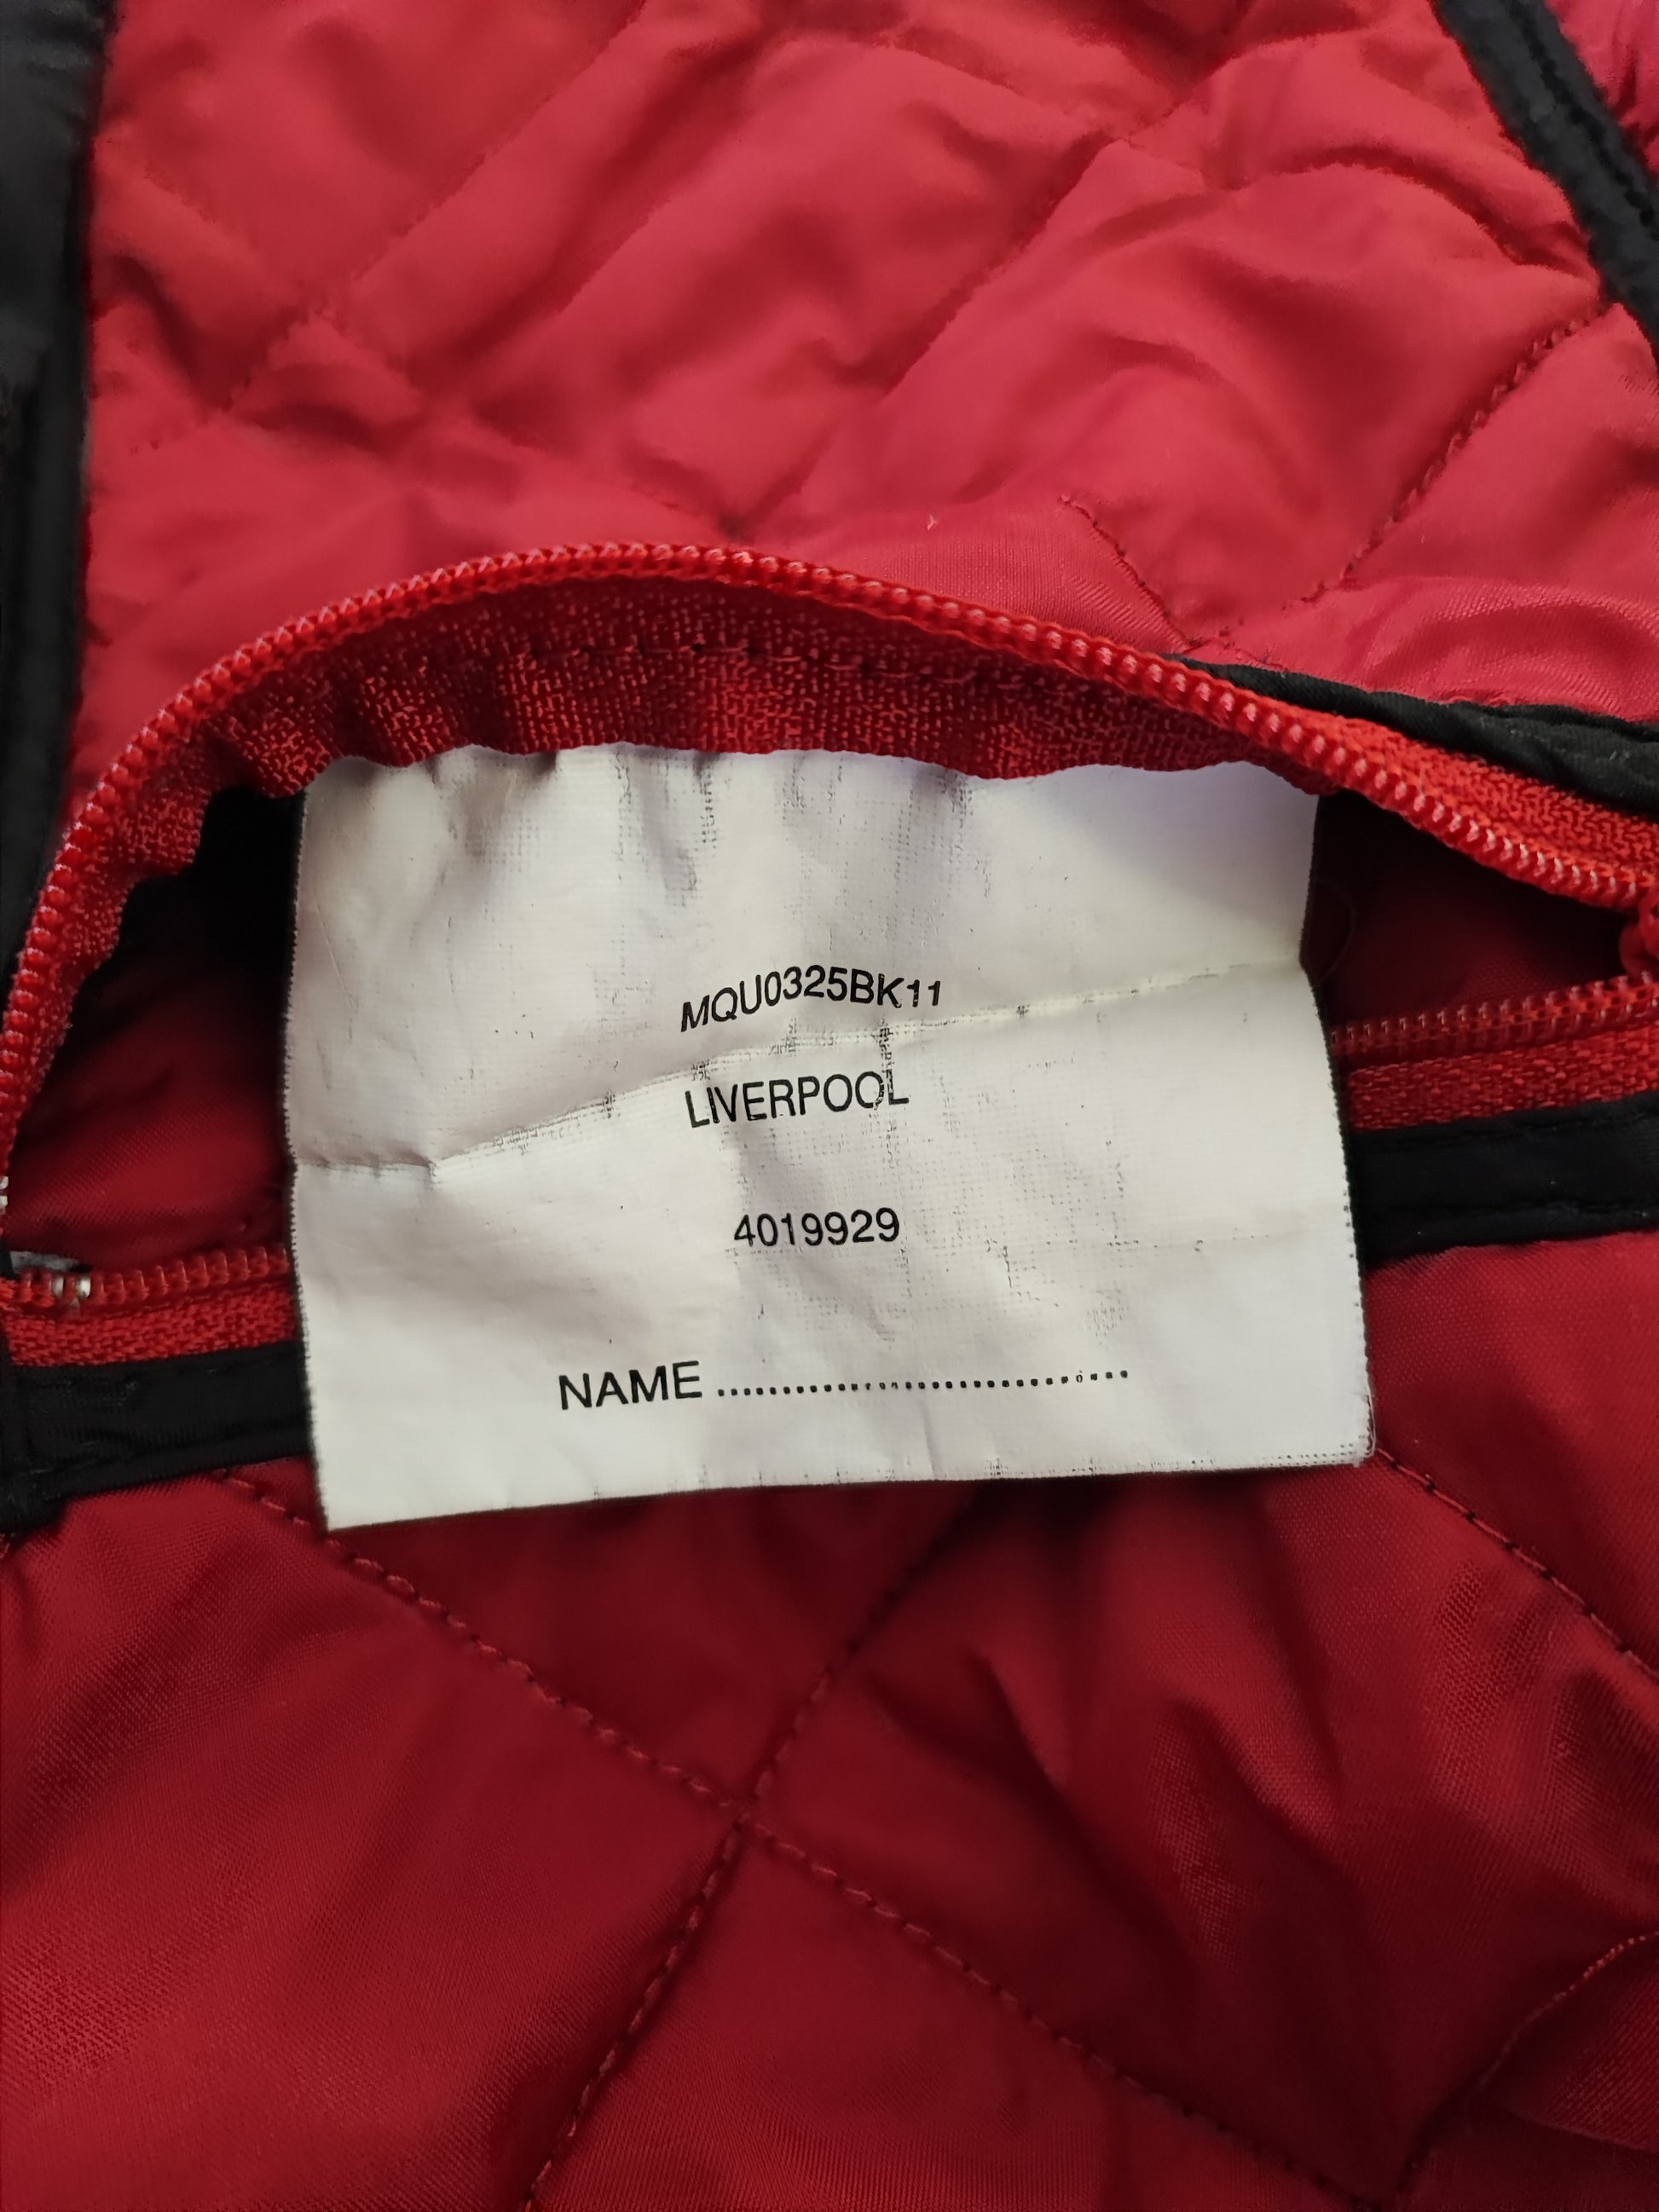 MQU0325BK11
LIVERPOOL
4019929
NAME ................................